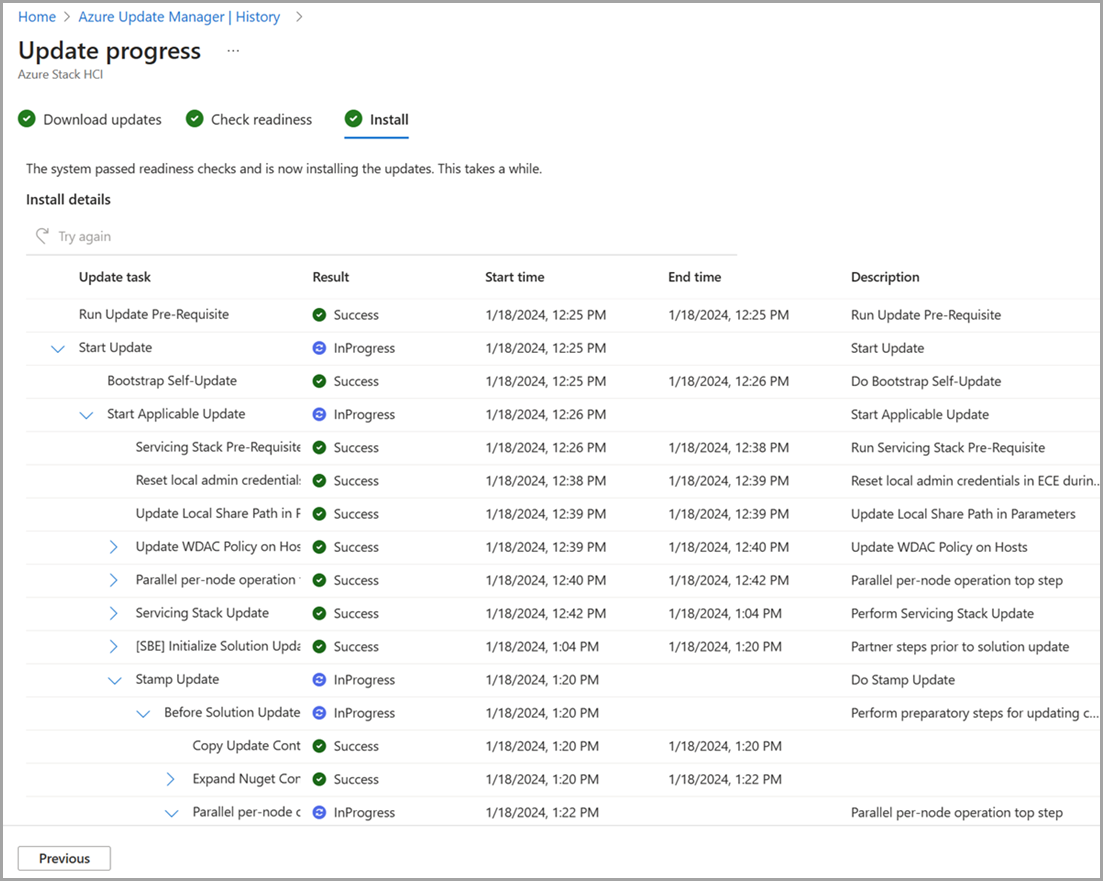 Home > Azure Update Manager | History >
Update progress ...
Azure Stack HCI
Download updates Check readiness Install
The system passed readiness checks and is now installing the updates. This takes a while.
Install details
Try again
Update task Result Start time End time Description
Run Update Pre-Requisite Success 1/18/2024, 12:25 PM 1/18/2024, 12:25 PM Run Update Pre-Requisite
Start Update InProgress 1/18/2024, 12:25 PM Start Update
Bootstrap Self-Update Success 1/18/2024, 12:25 PM 1/18/2024, 12:26 PM Do Bootstrap Self-Update
Start Applicable Update InProgress 1/18/2024, 12:26 PM Start Applicable Update
Servicing Stack Pre-Requisite Success 1/18/2024, 12:26 PM 1/18/2024, 12:38 PM Run Servicing Stack Pre-Requisite
Reset local admin credentials Success 1/18/2024, 12:38 PM 1/18/2024, 12:39 PM Reset local admin credentials in ECE durin...
Update Local Share Path in Success 1/18/2024, 12:39 PM 1/18/2024, 12:39 PM Update Local Share Path in Parameters
Update WDAC Policy on Hos Success 1/18/2024, 12:39 PM 1/18/2024, 12:40 PM Update WDAC Policy on Hosts
Parallel per-node operation Success 1/18/2024, 12:40 PM 1/18/2024, 12:42 PM Parallel per-node operation top step
Servicing Stack Update Success 1/18/2024, 12:42 PM 1/18/2024, 1:04 PM Perform Servicing Stack Update
[SBE] Initialize Solution Upda Success 1/18/2024, 1:04 PM 1/18/2024, 1:20 PM Partner steps prior to solution update
Stamp Update InProgress 1/18/2024, 1:20 PM Do Stamp Update
Before Solution Update InProgress 1/18/2024, 1:20 PM Perform preparatory steps for updating c...
Copy Update Cont Success 1/18/2024, 1:20 PM 1/18/2024, 1:20 PM
Expand Nuget Cor Success 1/18/2024, 1:20 PM 1/18/2024, 1:22 PM
Parallel per-node InProgress 1/18/2024, 1:22 PM Parallel per-node operation top step
Previous